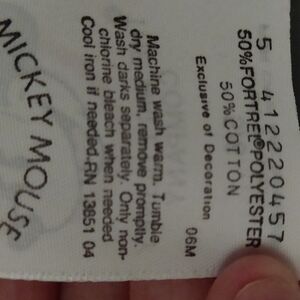 5 412220457
50%FORTREL®POLYESTER
50%COTTON
Exclusive of Decoration
06M
Machine wash warm. Tumble
dry medium, remove promptly.
Wash darks separately. Only non-
chlorine bleach when needed
Cool iron if needed-RN 13851 04
MICKEY MOUSE